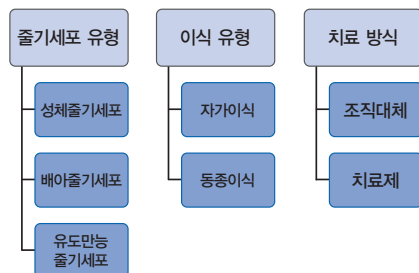 줄기세포 유형
성체줄기세포
배아줄기세포
유도만능
줄기세포
이식 유형
자가이식
동종이식
치료 방식
조직대체
치료제